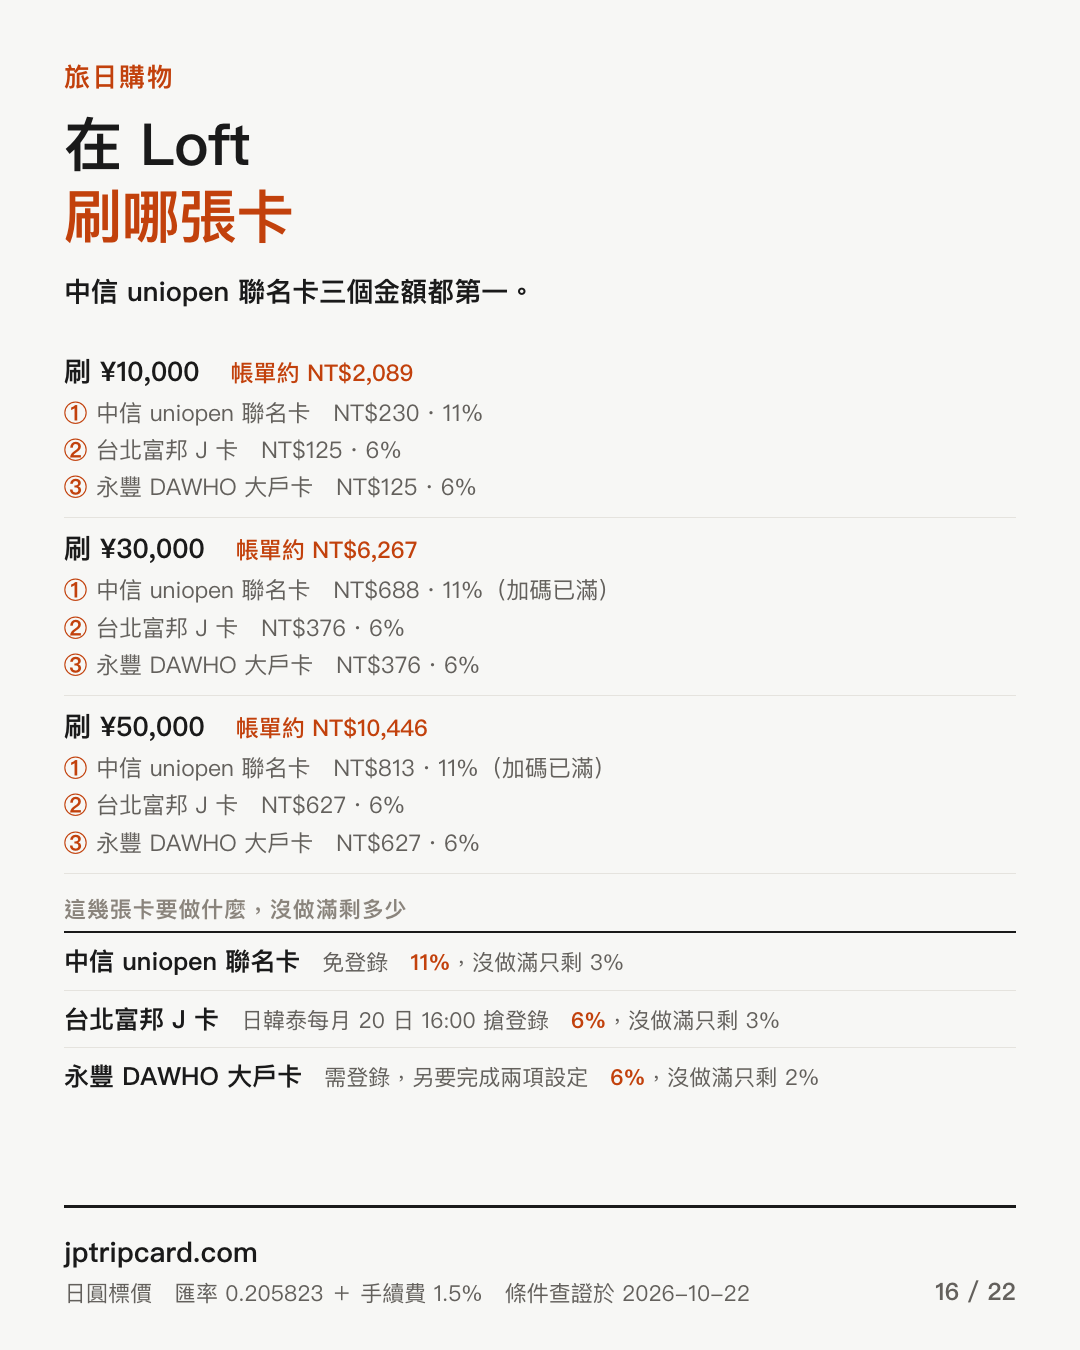 旅日購物
在 Loft
刷哪張卡
中信 uniopen 聯名卡三個金額都第一。
刷 ¥10,000 帳單約 NT$2,089
① 中信 uniopen 聯名卡 NT$230 · 11%
② 台北富邦 J 卡 NT$125 · 6%
③ 永豐 DAWHO 大戶卡 NT$125 · 6%
刷 ¥30,000 帳單約 NT$6,267
① 中信 uniopen 聯名卡 NT$688 · 11%（加碼已滿）
② 台北富邦 J 卡 NT$376 · 6%
③ 永豐 DAWHO 大戶卡 NT$376 · 6%
刷 ¥50,000 帳單約 NT$10,446
① 中信 uniopen 聯名卡 NT$813 · 11%（加碼已滿）
② 台北富邦 J 卡 NT$627 · 6%
③ 永豐 DAWHO 大戶卡 NT$627 · 6%
這幾張卡要做什麼，沒做滿剩多少
中信 uniopen 聯名卡 免登錄 11%，沒做滿只剩 3%
台北富邦 J 卡 日韓泰每月 20 日 16:00 搶登錄 6%，沒做滿只剩 3%
永豐 DAWHO 大戶卡 需登錄，另要完成兩項設定 6%，沒做滿只剩 2%
jptripcard.com
日圓標價 匯率 0.205823 ＋ 手續費 1.5% 條件查證於 2026-10-22 16 / 22